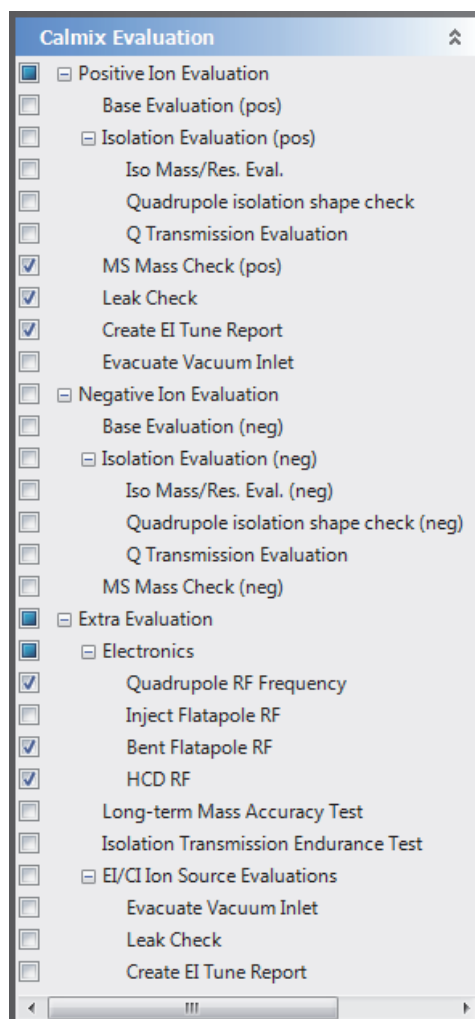 Calmix Evaluation
Positive Ion Evaluation
Base Evaluation (pos)
Isolation Evaluation (pos)
Iso Mass/Res. Eval.
Quadrupole isolation shape check
Q Transmission Evaluation
MS Mass Check (pos)
Leak Check
Create EI Tune Report
Evacuate Vacuum Inlet
Negative Ion Evaluation
Base Evaluation (neg)
Isolation Evaluation (neg)
Iso Mass/Res. Eval. (neg)
Quadrupole isolation shape check (neg)
Q Transmission Evaluation
MS Mass Check (neg)
Extra Evaluation
Electronics
Quadrupole RF Frequency
Inject Flatapole RF
Bent Flatapole RF
HCD RF
Long-term Mass Accuracy Test
Isolation Transmission Endurance Test
EI/CI Ion Source Evaluations
Evacuate Vacuum Inlet
Leak Check
Create EI Tune Report